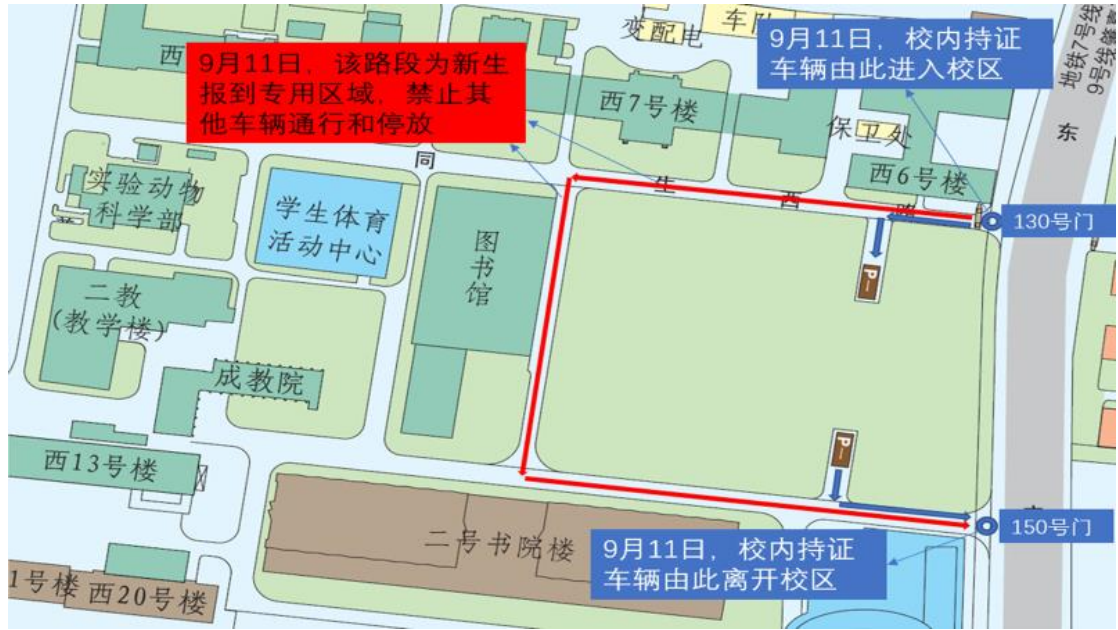 变配电
车队
9月11日，校内持证
车辆由此进入校区
地铁7号线
9号线肇
9月11日，该路段为新生
报到专用区域，禁止其
他车辆通行和停放
西
西7号楼
保卫处
东
同
生
西
路
西6号楼
实验动物
科学部
学生体育
活动中心
图书馆
130号门
P
二教
(教学楼)
成教院
P
西13号楼
150号门
二号书院楼
9月11日，校内持证
车辆由此离开校区
1号楼
西20号楼